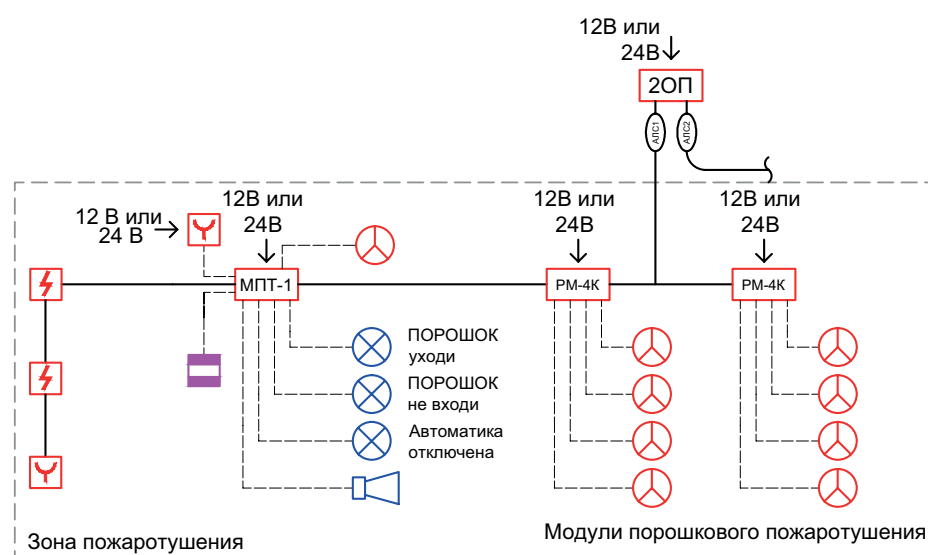 12В или
24В
2ОП
АЛС1
АЛС2
12 В или
24 В
12В или
24В
12В или
24В
12В или
24В
МПТ-1
РМ-4К
РМ-4К
ПОРОШОК
уходи
ПОРОШОК
не входи
Автоматика
отключена
Зона пожаротушения
Модули порошкового пожаротушения